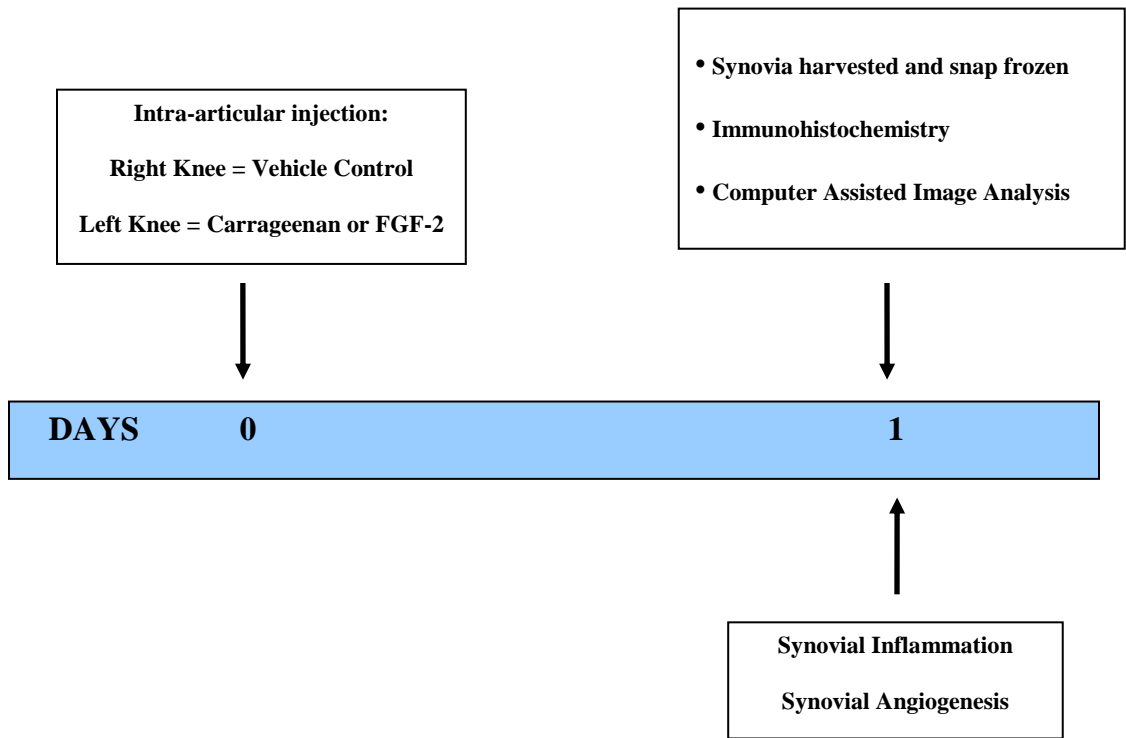 • Synovia harvested and snap frozen
• Immunohistochemistry
• Computer Assisted Image Analysis
Intra-articular injection:
Right Knee = Vehicle Control
Left Knee = Carrageenan or FGF-2
DAYS 0 1
Synovial Inflammation
Synovial Angiogenesis